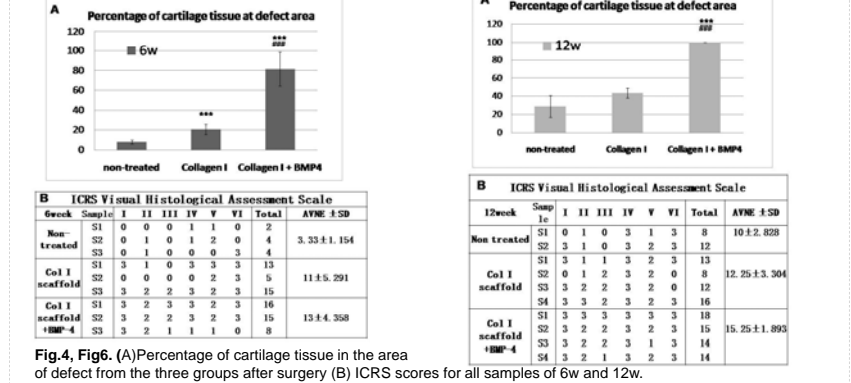 A
Percentage of cartilage tissue at defect area
120
100
80
60
40
20
0
6w
***
***
###
non-treated Collagen I Collagen I + BMP4
B ICRS Visual Histological Assessment Scale
6week Sample I II III IV V VI Total AVNE ±SD
Non-treated S1 0 0 0 1 1 0 2 3.33±1.154
S2 0 1 0 1 2 0 4
S3 0 1 0 0 0 3 4
Col I scaffold S1 3 1 0 3 3 3 13 11±5.291
S2 0 0 0 0 2 3 5
S3 3 2 2 3 2 3 15
Col I scaffold +BMP-4 S1 3 2 3 3 2 3 16 13±4.358
S2 3 2 2 3 2 3 15
S3 3 2 1 1 1 0 8
A
Percentage of cartilage tissue at defect area
120
100
80
60
40
20
0
12w
***
###
non-treated Collagen I Collagen I + BMP4
B ICRS Visual Histological Assessment Scale
12week Sample I II III IV V VI Total AVNE ±SD
Non treated S1 0 1 0 3 1 3 8 10±2.828
S2 3 1 0 3 2 3 12
Col I scaffold S1 3 1 1 3 2 3 13 12.25±3.304
S2 0 1 2 3 2 0 8
S3 3 2 2 3 2 0 12
S4 3 3 2 3 2 3 16
Col I scaffold +BMP-4 S1 3 3 3 3 3 3 18 15.25±1.893
S2 3 2 2 3 2 3 15
S3 3 2 2 3 1 3 14
S4 3 2 1 3 2 3 14
Fig.4, Fig6. (A)Percentage of cartilage tissue in the area
of defect from the three groups after surgery (B) ICRS scores for all samples of 6w and 12w.